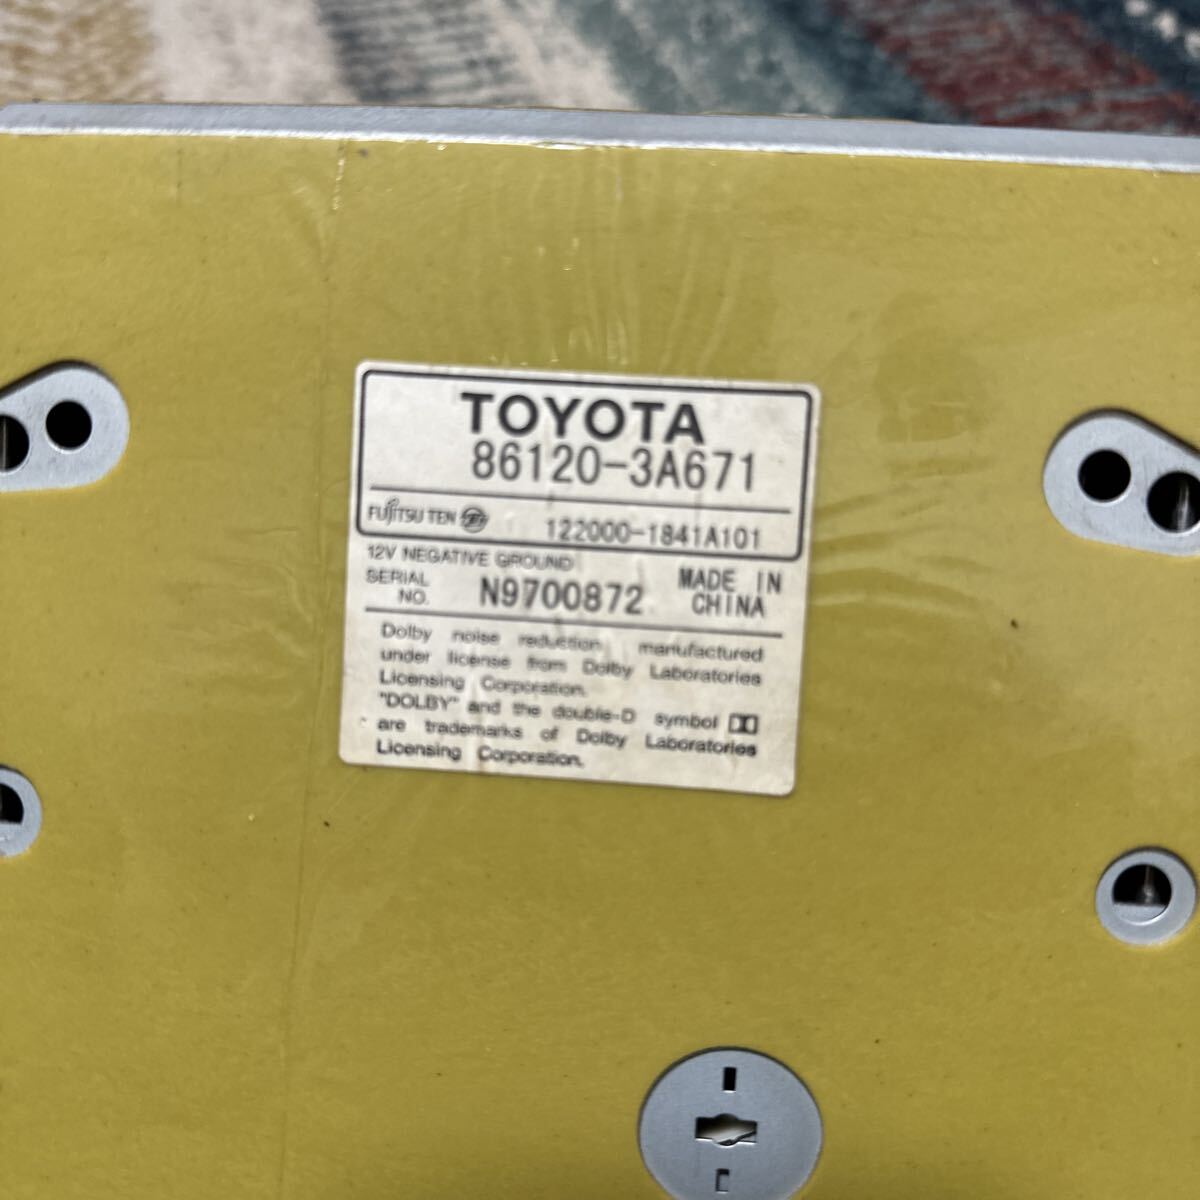 TOYOTA
86120-3A671
FUJITSU TEN 122000-1841A101
12V NEGATIVE GROUND
SERIAL NO. N9700872 MADE IN CHINA
Dolby noise reduction manufactured
under license from Dolby Laboratories
Licensing Corporation.
"DOLBY" and the double-D symbol
are trademarks of Dolby Laboratories
Licensing Corporation.